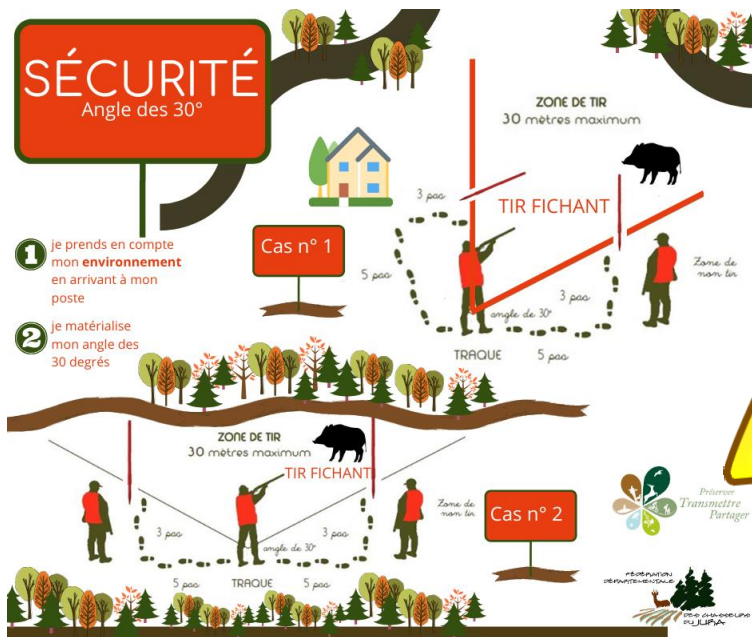 SÉCURITÉ
Angle des 30°
1
je prends en compte
mon environnement
en arrivant à mon
poste
2
je matérialise
mon angle des
30 degrés
Cas n° 1
ZONE DE TIR
30 mètres maximum
3 pas
TIR FICHANT
5 pas
Zone de
non tir
3 pas
angle de 30°
TRAQUE
5 pas
ZONE DE TIR
30 mètres maximum
TIR FICHANT
3 pas
3 pas
angle de 30°
5 pas
TRAQUE
5 pas
Zone de
non tir
Cas n° 2
Préserver
Transmettre
Partager
FÉDÉRATION
DÉPARTEMENTALE
DES CHASSEURS
DU JURA